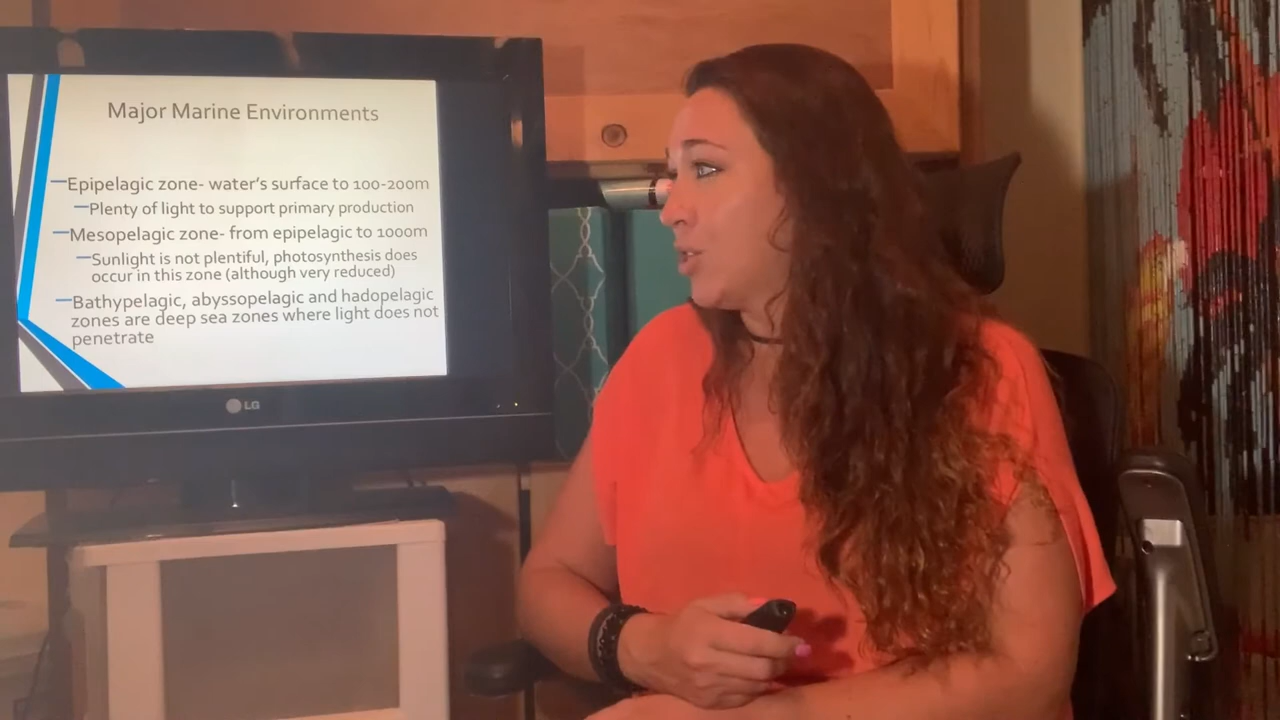 Major Marine Environments
—Epipelagic zone- water's surface to 100-200m
—Plenty of light to support primary production
—Mesopelagic zone- from epipelagic to 1000m
—Sunlight is not plentiful, photosynthesis does
occur in this zone (although very reduced)
—Bathypelagic, abyssopelagic and hadopelagic
zones are deep sea zones where light does not
penetrate
LG